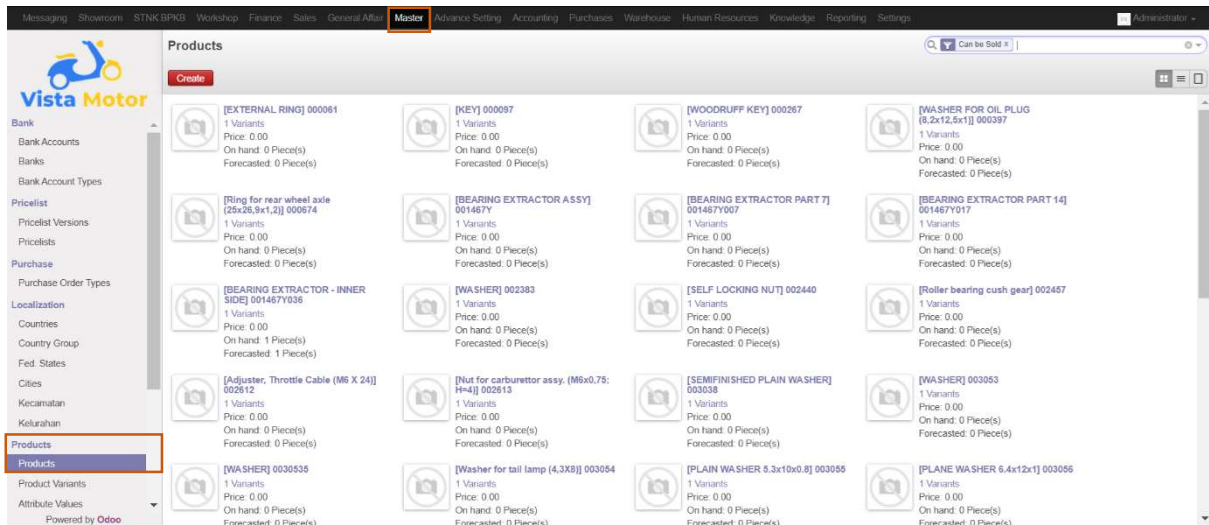 Messaging Showroom STNK BPKB Workshop Finance Sales General Affair Master Advance Setting Accounting Purchases Warehouse Human Resources Knowledge Reporting Settings Administrator
Vista Motor
Bank
Bank Accounts
Banks
Bank Account Types
Pricelist
Pricelist Versions
Pricelists
Purchase
Purchase Order Types
Localization
Countries
Country Group
Fed. States
Cities
Kecamatan
Kelurahan
Products
Products
Product Variants
Attribute Values
Powered by Odoo
Products
Can be Sold x
Create
[EXTERNAL RING] 000061
1 Variants
Price: 0.00
On hand: 0 Piece(s)
Forecasted: 0 Piece(s)
[KEY] 000097
1 Variants
Price: 0.00
On hand: 0 Piece(s)
Forecasted: 0 Piece(s)
[WOODRUFF KEY] 000267
1 Variants
Price: 0.00
On hand: 0 Piece(s)
Forecasted: 0 Piece(s)
[WASHER FOR OIL PLUG
(8,2x12,5x1)] 000397
1 Variants
Price: 0.00
On hand: 0 Piece(s)
Forecasted: 0 Piece(s)
[Ring for rear wheel axle
(25x26,9x1,2)] 000674
1 Variants
Price: 0.00
On hand: 0 Piece(s)
Forecasted: 0 Piece(s)
[BEARING EXTRACTOR ASSY]
001467Y
1 Variants
Price: 0.00
On hand: 0 Piece(s)
Forecasted: 0 Piece(s)
[BEARING EXTRACTOR PART 7]
001467Y007
1 Variants
Price: 0.00
On hand: 0 Piece(s)
Forecasted: 0 Piece(s)
[BEARING EXTRACTOR PART 14]
001467Y017
1 Variants
Price: 0.00
On hand: 0 Piece(s)
Forecasted: 0 Piece(s)
[BEARING EXTRACTOR - INNER
SIDE] 001467Y036
1 Variants
Price: 0.00
On hand: 1 Piece(s)
Forecasted: 1 Piece(s)
[WASHER] 002383
1 Variants
Price: 0.00
On hand: 0 Piece(s)
Forecasted: 0 Piece(s)
[SELF LOCKING NUT] 002440
1 Variants
Price: 0.00
On hand: 0 Piece(s)
Forecasted: 0 Piece(s)
[Roller bearing cush gear] 002457
1 Variants
Price: 0.00
On hand: 0 Piece(s)
Forecasted: 0 Piece(s)
[Adjuster, Throttle Cable (M6 X 24)]
002612
1 Variants
Price: 0.00
On hand: 0 Piece(s)
Forecasted: 0 Piece(s)
[Nut for carburettor assy. (M6x0,75;
H=4)] 002613
1 Variants
Price: 0.00
On hand: 0 Piece(s)
Forecasted: 0 Piece(s)
[SEMIFINISHED PLAIN WASHER]
003038
1 Variants
Price: 0.00
On hand: 0 Piece(s)
Forecasted: 0 Piece(s)
[WASHER] 003053
1 Variants
Price: 0.00
On hand: 0 Piece(s)
Forecasted: 0 Piece(s)
[WASHER] 0030535
1 Variants
Price: 0.00
On hand: 0 Piece(s)
Forecasted: 0 Piece(s)
[Washer for tail lamp (4,3X8)] 003054
1 Variants
Price: 0.00
On hand: 0 Piece(s)
Forecasted: 0 Piece(s)
[PLAIN WASHER 5.3x10x0.8] 003055
1 Variants
Price: 0.00
On hand: 0 Piece(s)
Forecasted: 0 Piece(s)
[PLANE WASHER 6.4x12x1] 003056
1 Variants
Price: 0.00
On hand: 0 Piece(s)
Forecasted: 0 Piece(s)